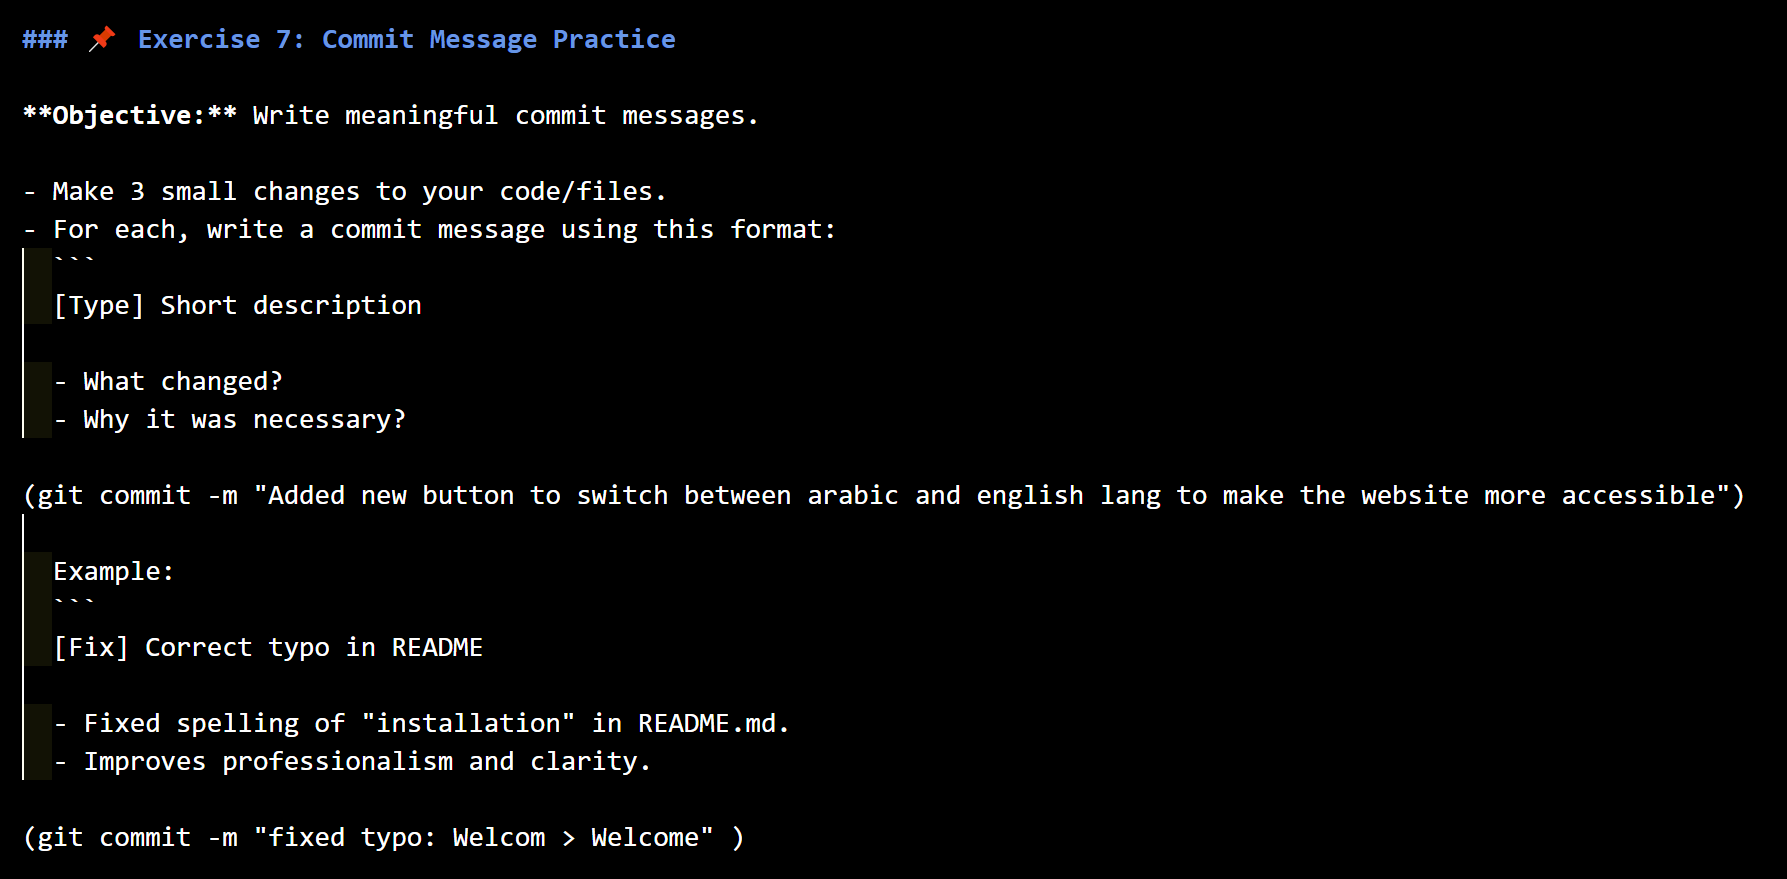 ### 📌 Exercise 7: Commit Message Practice
**Objective:** Write meaningful commit messages.
- Make 3 small changes to your code/files.
- For each, write a commit message using this format:
```
[Type] Short description
- What changed?
- Why it was necessary?
(git commit -m "Added new button to switch between arabic and english lang to make the website more accessible")
Example:
```
[Fix] Correct typo in README
- Fixed spelling of "installation" in README.md.
- Improves professionalism and clarity.
(git commit -m "fixed typo: Welcom > Welcome" )